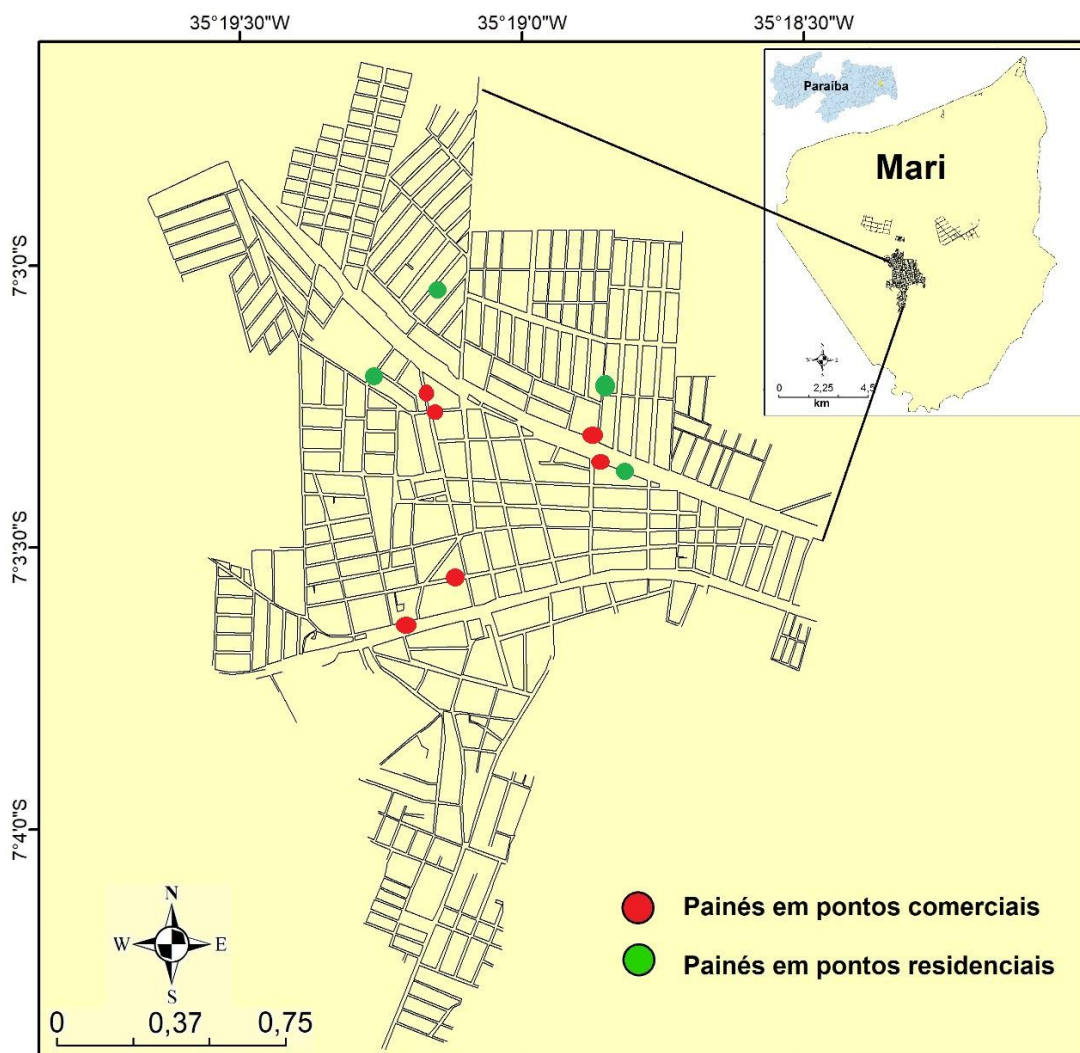 35°19'30"W
35°19'0"W
35°18'30"W
Paraiba
Mari
0 2,25 4,5
km
7°3'0"S
7°3'30"S
7°4'0"S
N
W E
S
0 0,37 0,75
Painés em pontos comerciais
Painés em pontos residenciais